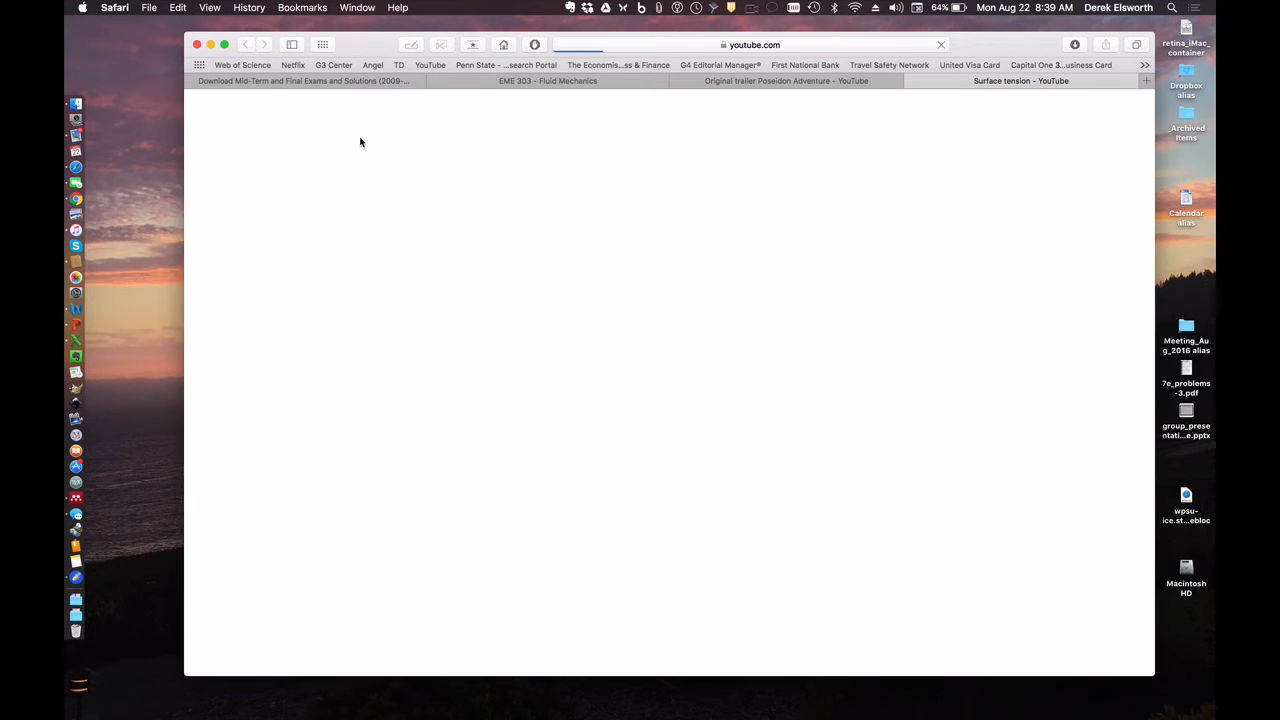 Safari File Edit View History Bookmarks Window Help 64% Mon Aug 22 8:39 AM Derek Elsworth
youtube.com
Web of Science Netflix G3 Center Angel TD YouTube Penn State - ...search Portal The Economis...ss & Finance G4 Editorial Manager® First National Bank Travel Safety Network United Visa Card Capital One 3...usiness Card
Download Mid-Term and Final Exams and Solutions (2009-... EME 303 - Fluid Mechanics Original trailer Poseidon Adventure - YouTube Surface tension - YouTube
retina_iMac_
container
Dropbox
alias
_Archived
Items
Calendar
alias
Meeting_Au
g_2016 alias
7e_problems
-3.pdf
group_prese
ntati...e.pptx
wpsu-
ice.st...ebloc
Macintosh
HD